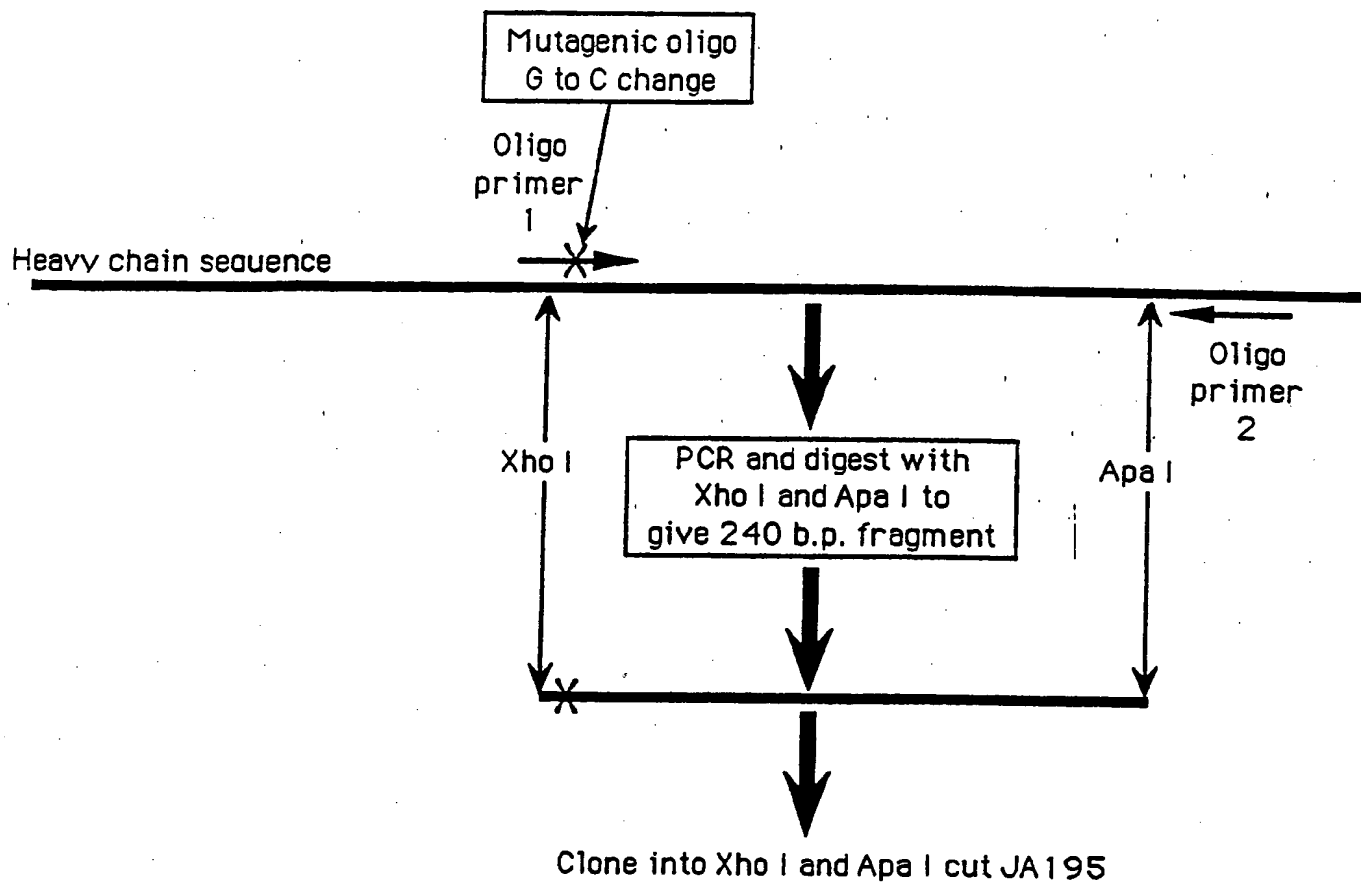 Mutagenic oligo
G to C change
Oligo
primer
1
Heavy chain sequence
Oligo
primer
2
Xho I
PCR and digest with
Xho I and Apa I to
give 240 b.p. fragment
Apa I
Clone into Xho I and Apa I cut JA195